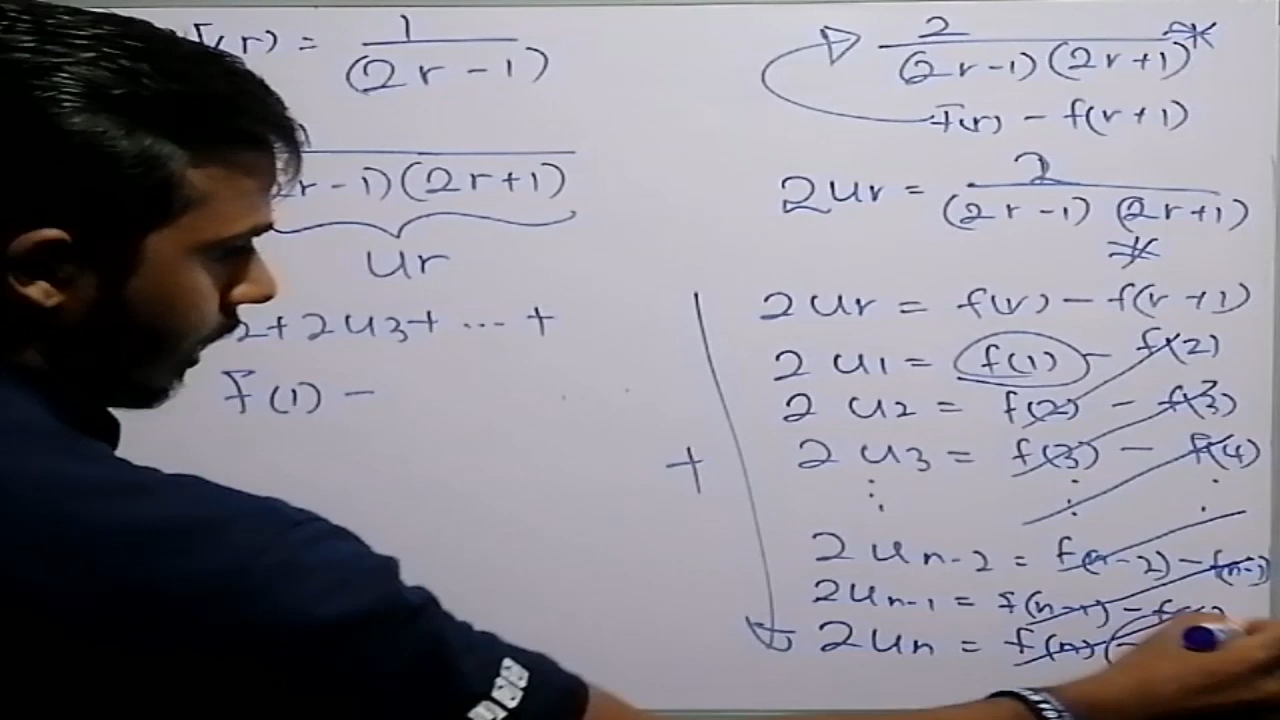 f(r) = 1/(2r-1)
(2r-1)(2r+1)
ur
2+2u3+ ... +
f(1) -
2/((2r-1)(2r+1)) *
f(r) - f(r+1)
2ur = 2/((2r-1)(2r+1))
*
2ur = f(r) - f(r+1)
2u1 = f(1) - f(2)
2u2 = f(2) - f(3)
+ 2u3 = f(3) - f(4)
⋮ ⋮ ⋮
2un-2 = f(n-2) - f(n-1)
2un-1 = f(n-1) -
2un = f(n) -